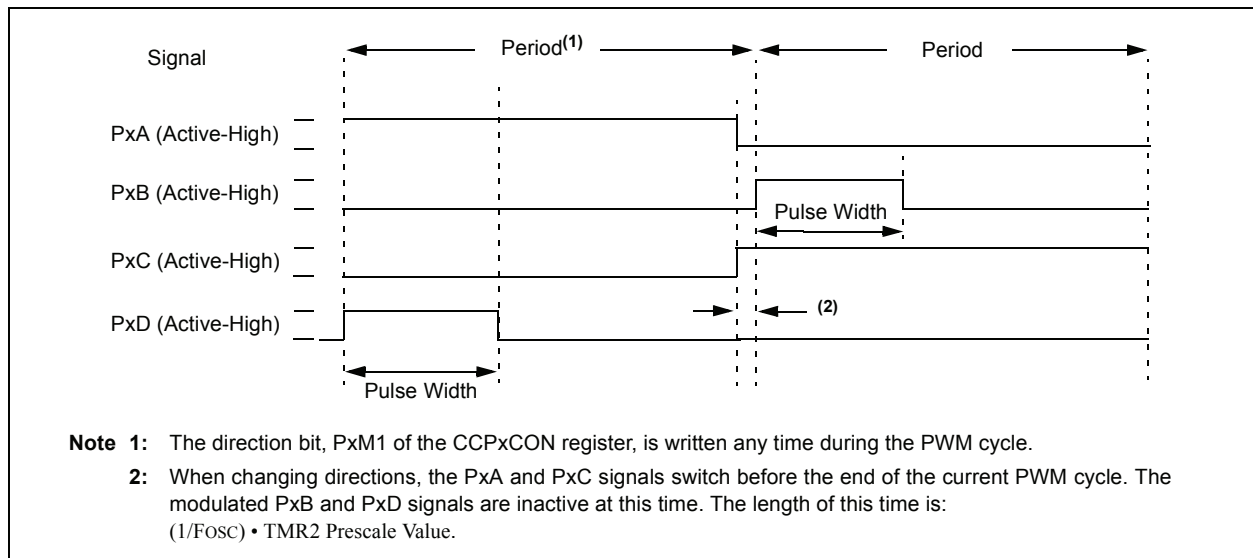 Signal
Period(1)
Period
PxA (Active-High)
PxB (Active-High)
Pulse Width
PxC (Active-High)
PxD (Active-High)
(2)
Pulse Width
Note 1: The direction bit, PxM1 of the CCPxCON register, is written any time during the PWM cycle.
2: When changing directions, the PxA and PxC signals switch before the end of the current PWM cycle. The
modulated PxB and PxD signals are inactive at this time. The length of this time is:
(1/FOSC) • TMR2 Prescale Value.